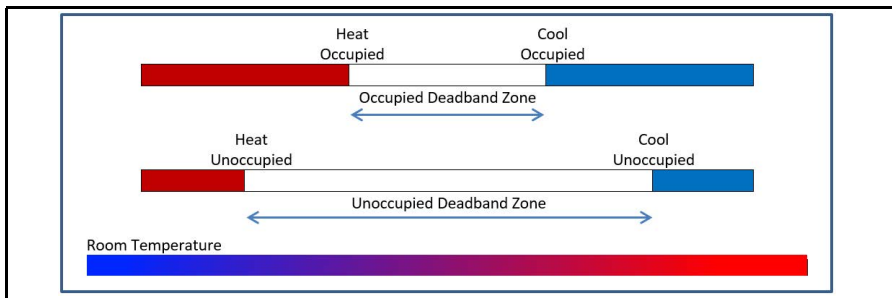 Heat Cool
Occupied Occupied
Occupied Deadband Zone
Heat Cool
Unoccupied Unoccupied
Unoccupied Deadband Zone
Room Temperature